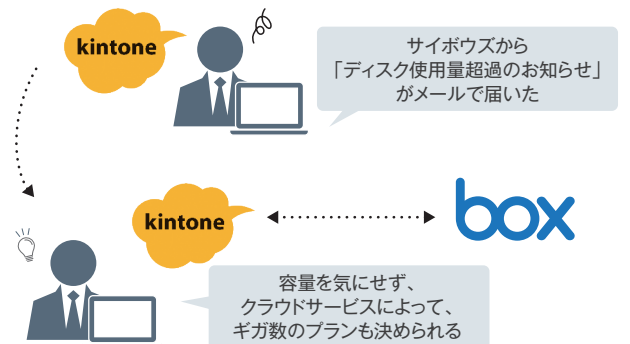 kintone
サイボウズから
「ディスク使用量超過のお知らせ」
がメールで届いた
kintone
box
容量を気にせず、
クラウドサービスによって、
ギガ数のプランも決められる